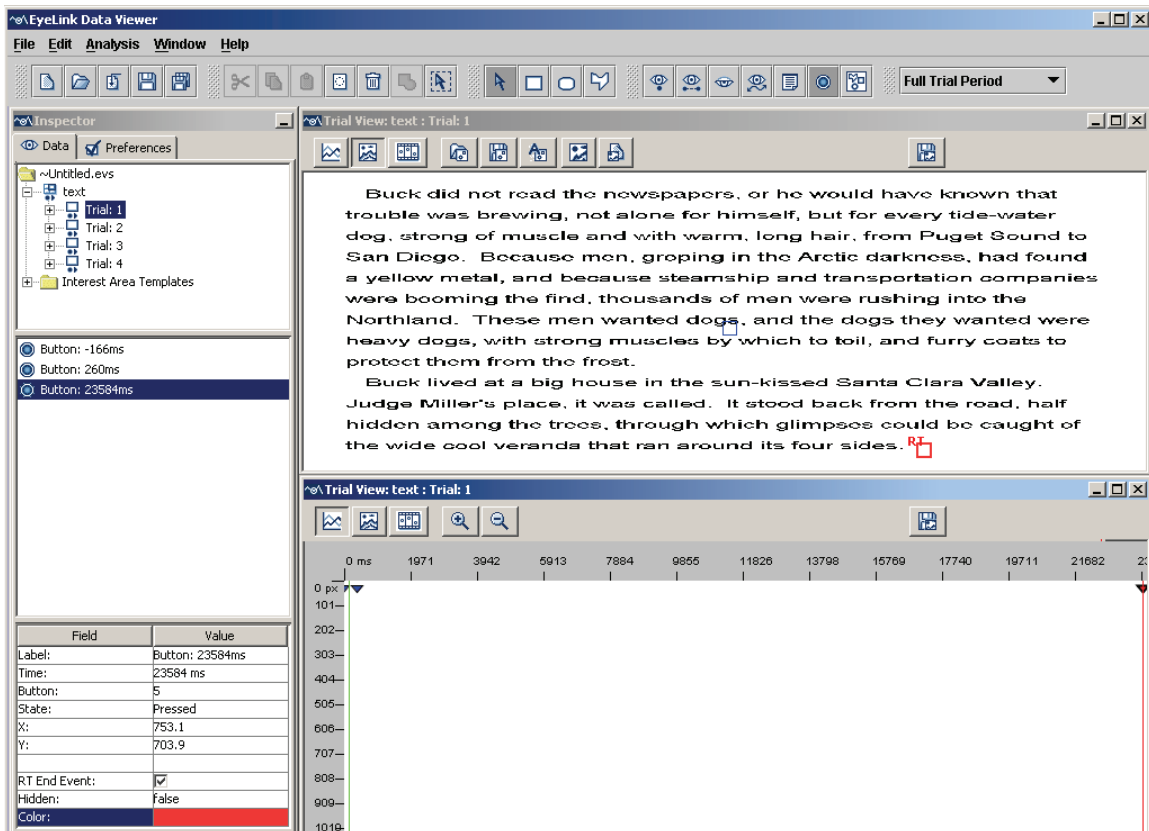 EyeLink Data Viewer
File Edit Analysis Window Help
Full Trial Period
Inspector
Data Preferences
~Untitled.evs
text
Trial: 1
Trial: 2
Trial: 3
Trial: 4
Interest Area Templates
Button: -166ms
Button: 260ms
Button: 23584ms
Field Value
Label: Button: 23584ms
Time: 23584 ms
Button: 5
State: Pressed
X: 753.1
Y: 703.9
RT End Event:
Hidden: false
Color:
Trial View: text : Trial: 1
Buck did not read the newspapers, or he would have known that
trouble was brewing, not alone for himself, but for every tide-water
dog, strong of muscle and with warm, long hair, from Puget Sound to
San Diego. Because men, groping in the Arctic darkness, had found
a yellow metal, and because steamship and transportation companies
were booming the find, thousands of men were rushing into the
Northland. These men wanted dogs, and the dogs they wanted were
heavy dogs, with strong muscles by which to toil, and furry coats to
protect them from the frost.
Buck lived at a big house in the sun-kissed Santa Clara Valley.
Judge Miller's place, it was called. It stood back from the road, half
hidden among the trees, through which glimpses could be caught of
the wide cool veranda that ran around its four sides. RT
Trial View: text : Trial: 1
0 ms 1971 3942 5913 7884 9855 11826 13798 15769 17740 19711 21682
0 px
101
202
303
404
505
606
707
808
909
1010